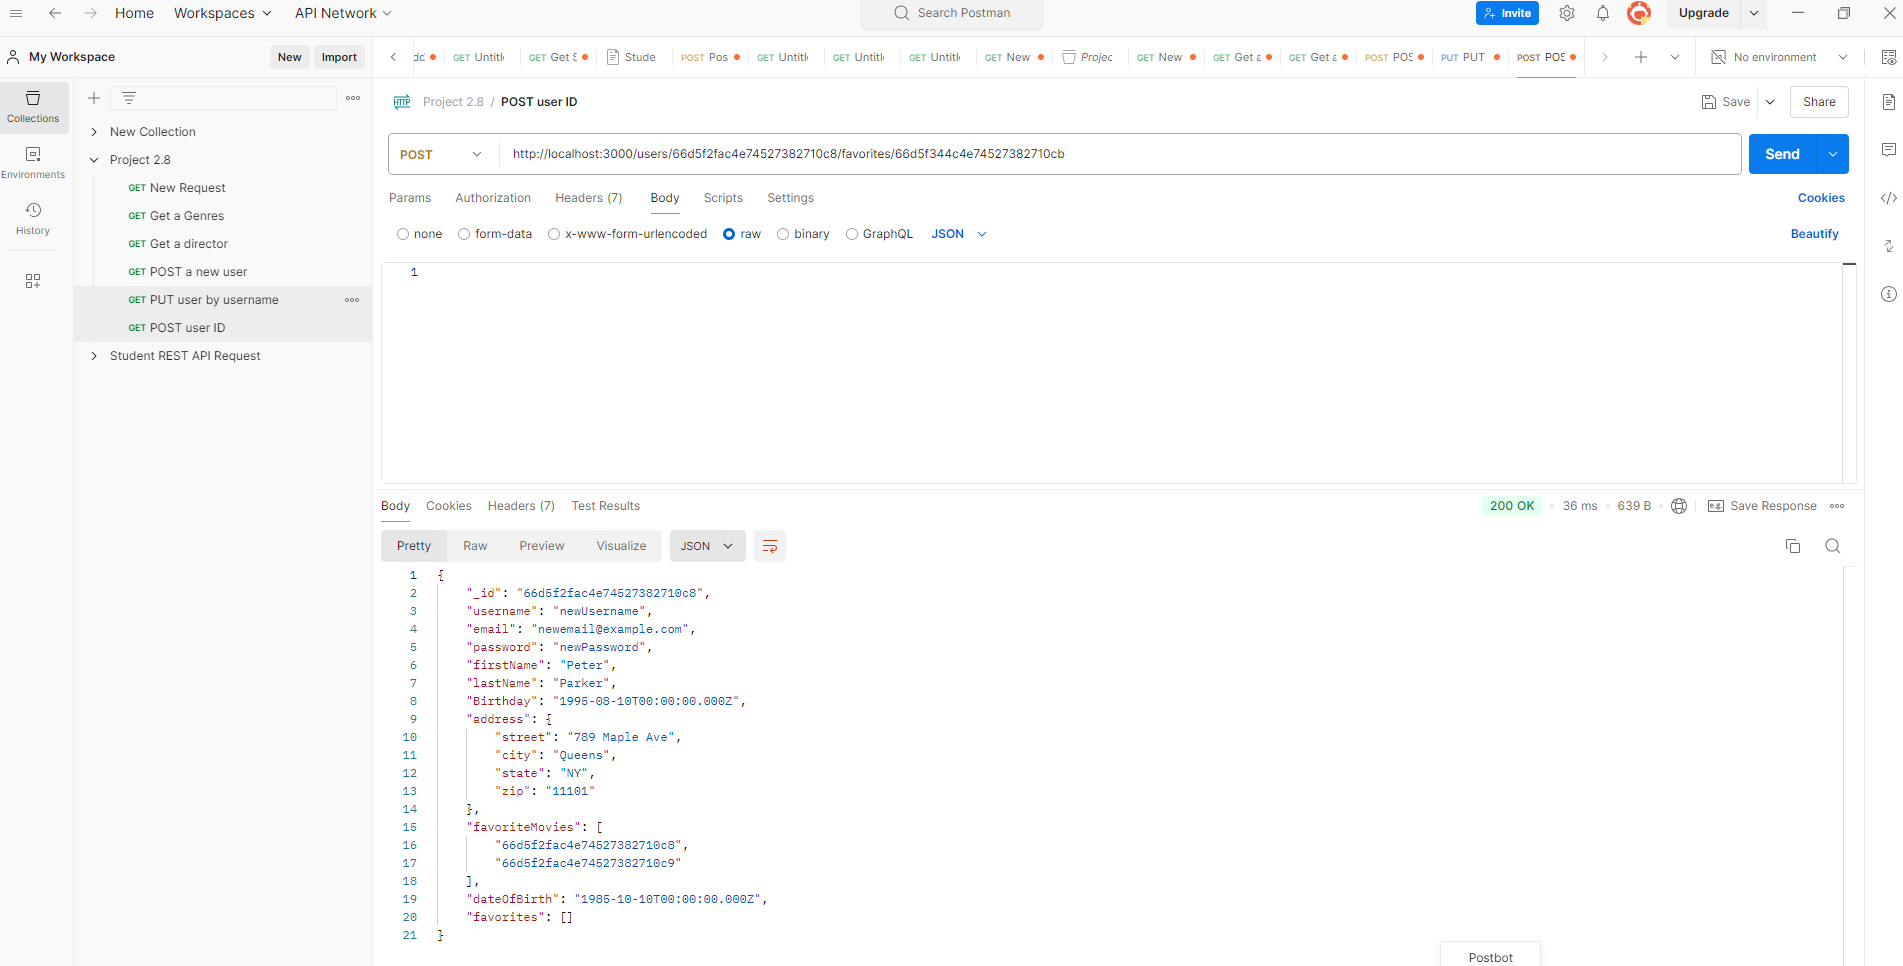 Home Workspaces API Network Search Postman Invite Upgrade
My Workspace New Import
GET Untitl GET Get S Stude POST Pos GET Untitl GET Untitl GET Untitl GET New Projec GET New GET Get a GET Get a POST POS PUT PUT POST POS No environment
Collections
Environments
History
New Collection
Project 2.8
GET New Request
GET Get a Genres
GET Get a director
GET POST a new user
GET PUT user by username
GET POST user ID
Student REST API Request
HTTP Project 2.8 / POST user ID Save Share
POST http://localhost:3000/users/66d5f2fac4e74527382710c8/favorites/66d5f344c4e74527382710cb Send
Params Authorization Headers (7) Body Scripts Settings Cookies
none form-data x-www-form-urlencoded raw binary GraphQL JSON Beautify
1
Body Cookies Headers (7) Test Results 200 OK 36 ms 639 B e.g. Save Response
Pretty Raw Preview Visualize JSON
1 {
2 "_id": "66d5f2fac4e74527382710c8",
3 "username": "newUsername",
4 "email": "newemail@example.com",
5 "password": "newPassword",
6 "firstName": "Peter",
7 "lastName": "Parker",
8 "Birthday": "1995-08-10T00:00:00.000Z",
9 "address": {
10 "street": "789 Maple Ave",
11 "city": "Queens",
12 "state": "NY",
13 "zip": "11101"
14 },
15 "favoriteMovies": [
16 "66d5f2fac4e74527382710c8",
17 "66d5f2fac4e74527382710c9"
18 ],
19 "dateOfBirth": "1985-10-10T00:00:00.000Z",
20 "favorites": []
21 }
Postbot